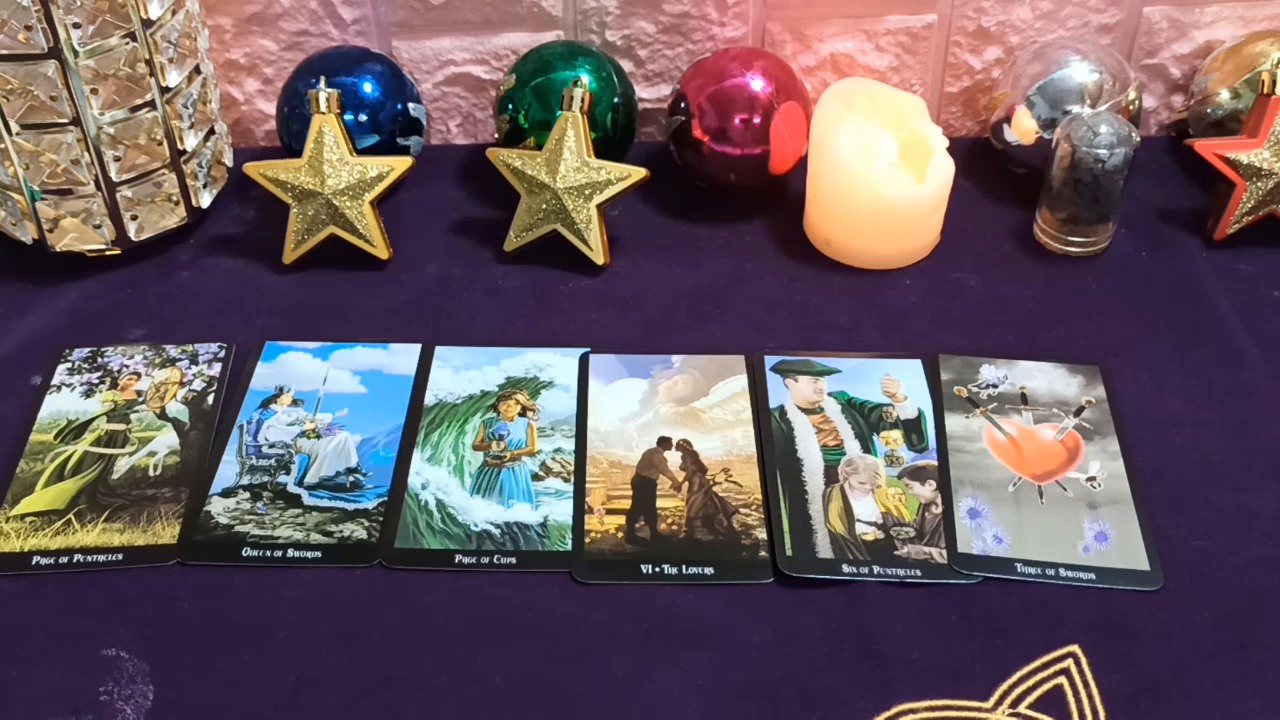 Page of Pentacles
Queen of Swords
Page of Cups
VI • The Lovers
Six of Pentacles
Three of Swords